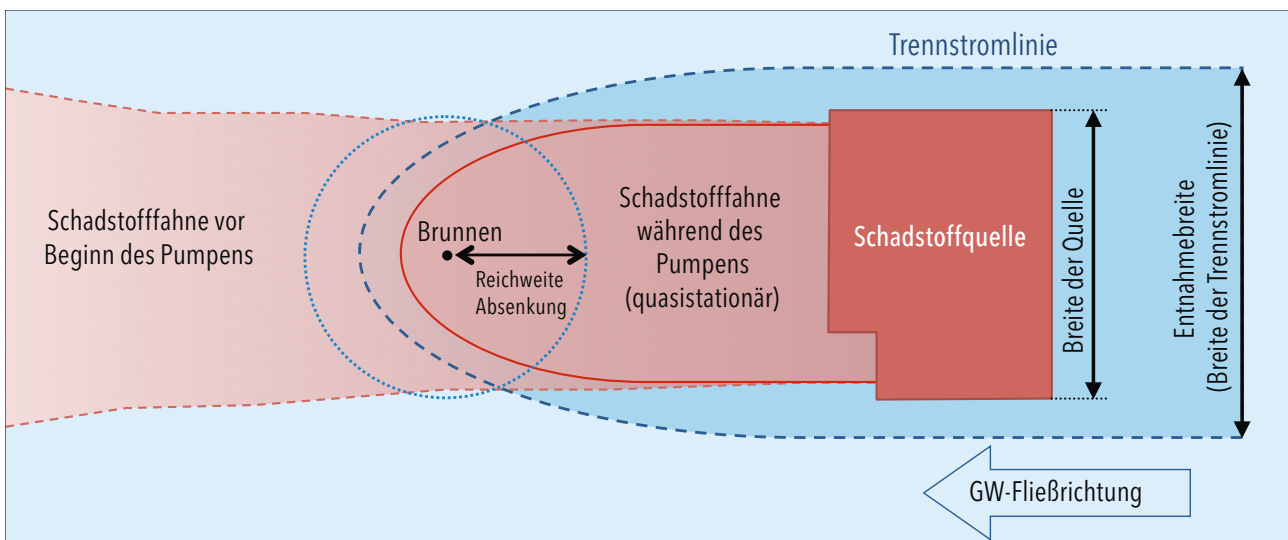 Trennstromlinie
Schadstofffahne vor
Beginn des Pumpens
Brunnen
Reichweite
Absenkung
Schadstofffahne
während des
Pumpens
(quasistationär)
Schadstoffquelle
Breite der Quelle
Entnahmebreite
(Breite der Trennstromlinie)
GW-Fließrichtung